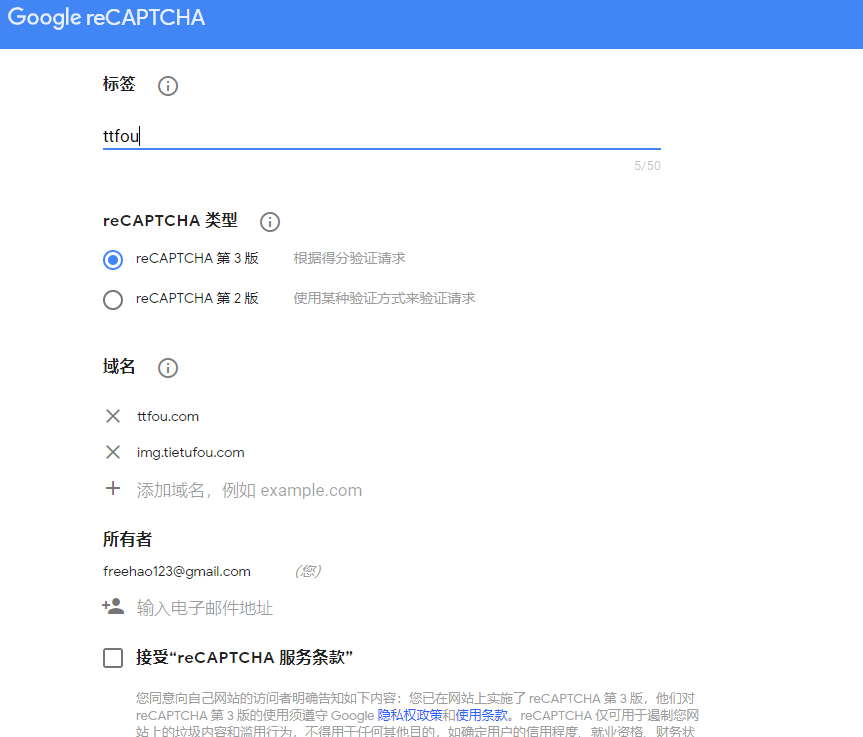 Google reCAPTCHA
标签
ttfou
5/50
reCAPTCHA 类型
reCAPTCHA 第 3 版 根据得分验证请求
reCAPTCHA 第 2 版 使用某种验证方式来验证请求
域名
ttfou.com
img.tietufou.com
添加域名，例如 example.com
所有者
freehao123@gmail.com (您)
输入电子邮件地址
接受“reCAPTCHA 服务条款”
您同意向自己网站的访问者明确告知如下内容：您已在网站上实施了 reCAPTCHA 第 3 版，他们对
reCAPTCHA 第 3 版的使用须遵守 Google 隐私权政策和使用条款。reCAPTCHA 仅可用于遏制您网
站上的垃圾内容和滥用行为，不得用于任何其他目的，如确定用户的信用程度、就业资格、财务状